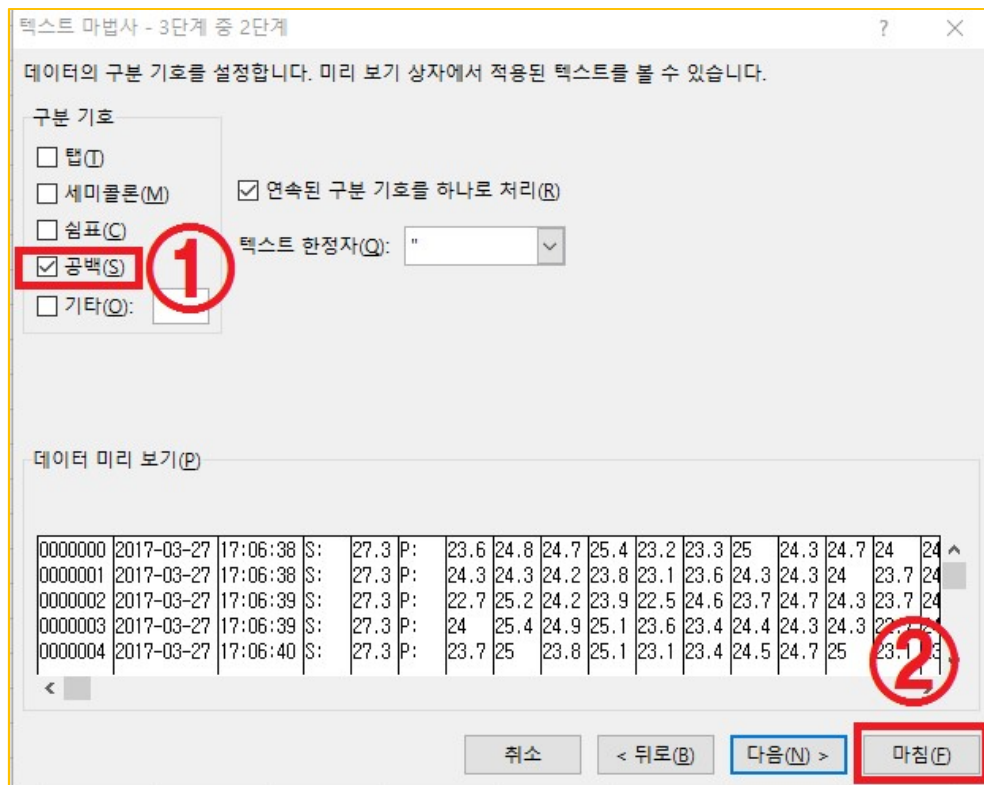 텍스트 마법사 - 3단계 중 2단계
?
데이터의 구분 기호를 설정합니다. 미리 보기 상자에서 적용된 텍스트를 볼 수 있습니다.
구분 기호
탭(T)
세미콜론(M)
연속된 구분 기호를 하나로 처리(R)
쉼표(C)
텍스트 한정자(Q): "
공백(S)
①
기타(O):
데이터 미리 보기(P)
0000000 2017-03-27 17:06:38 S: 27.3 P: 23.6 24.8 24.7 25.4 23.2 23.3 25 24.3 24.7 24 24
0000001 2017-03-27 17:06:38 S: 27.3 P: 24.3 24.3 24.2 23.8 23.1 23.6 24.3 24.3 24 23.7 24
0000002 2017-03-27 17:06:39 S: 27.3 P: 22.7 25.2 24.2 23.9 22.5 24.6 23.7 24.7 24.3 23.7 24
0000003 2017-03-27 17:06:39 S: 27.3 P: 24 25.4 24.9 25.1 23.6 23.4 24.4 24.3 24.3
0000004 2017-03-27 17:06:40 S: 27.3 P: 23.7 25 23.8 25.1 23.1 23.4 24.5 24.7 25 23.1
②
취소
< 뒤로(B)
다음(N) >
마침(F)